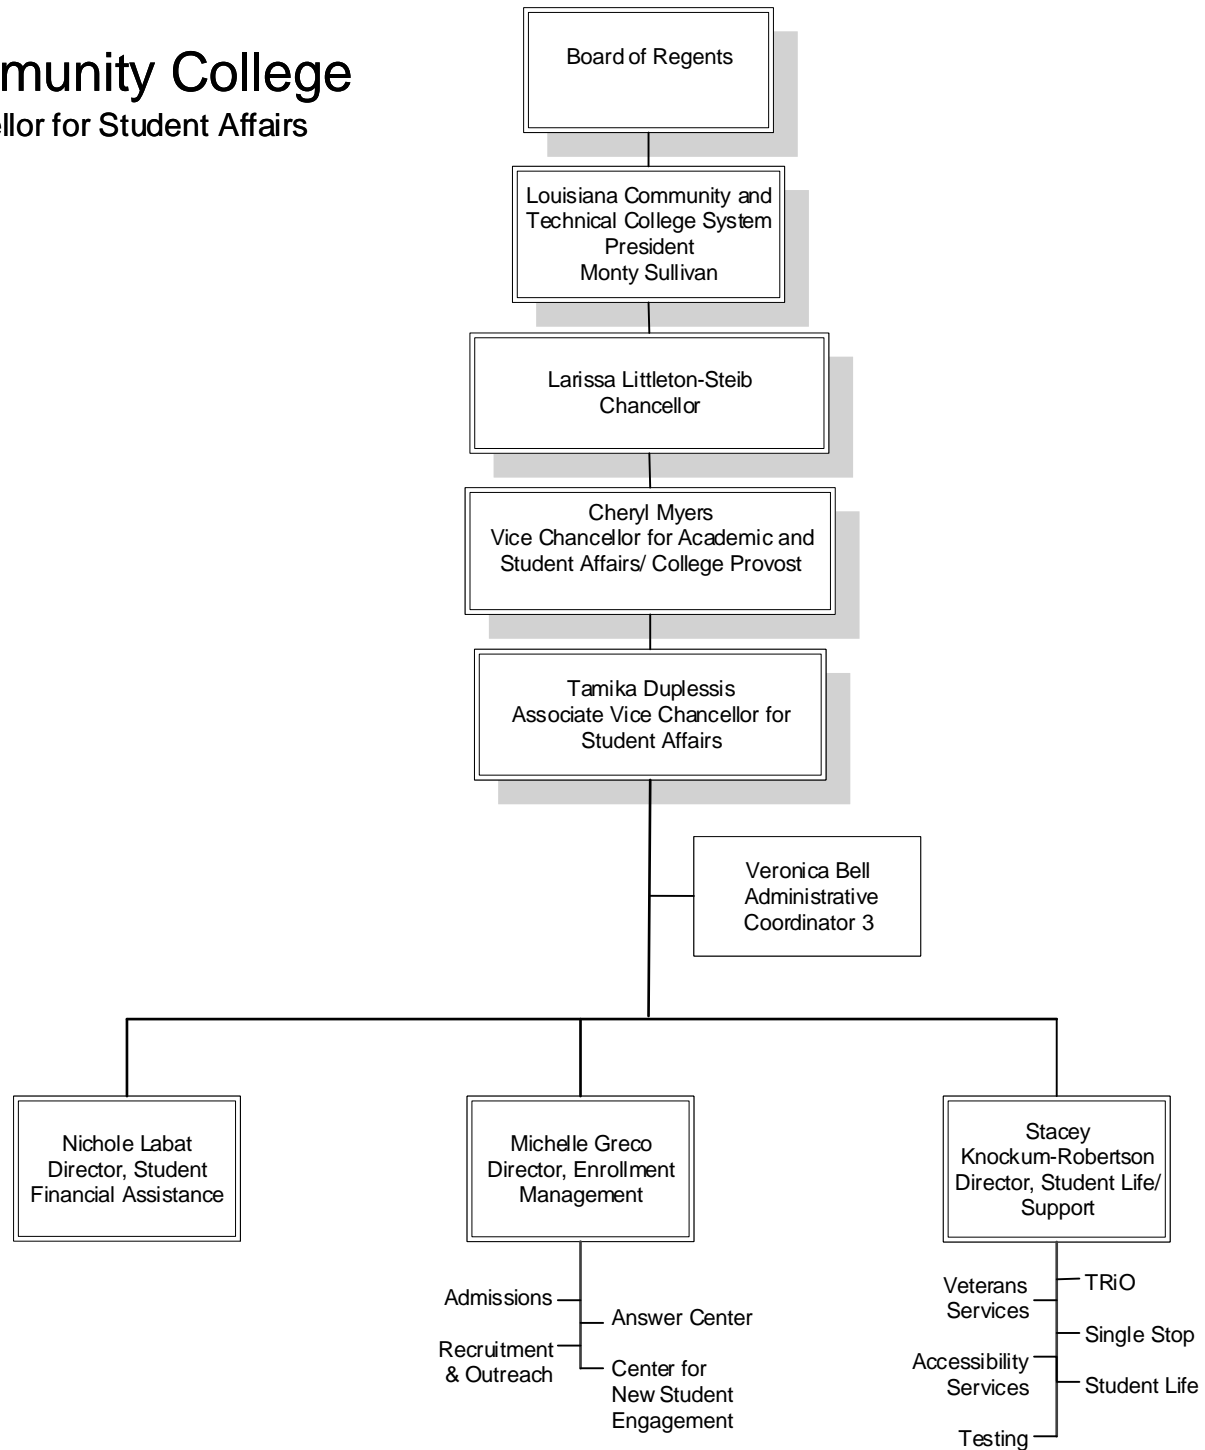 mmunity College
ellor for Student Affairs
Board of Regents
Louisiana Community and
Technical College System
President
Monty Sullivan
Larissa Littleton-Steib
Chancellor
Cheryl Myers
Vice Chancellor for Academic and
Student Affairs/ College Provost
Tamika Duplessis
Associate Vice Chancellor for
Student Affairs
Veronica Bell
Administrative
Coordinator 3
Nichole Labat
Director, Student
Financial Assistance
Michelle Greco
Director, Enrollment
Management
Stacey
Knockum-Robertson
Director, Student Life/
Support
Admissions
Answer Center
Recruitment
& Outreach
Center for
New Student
Engagement
Veterans
Services
TRiO
Single Stop
Accessibility
Services
Student Life
Testing